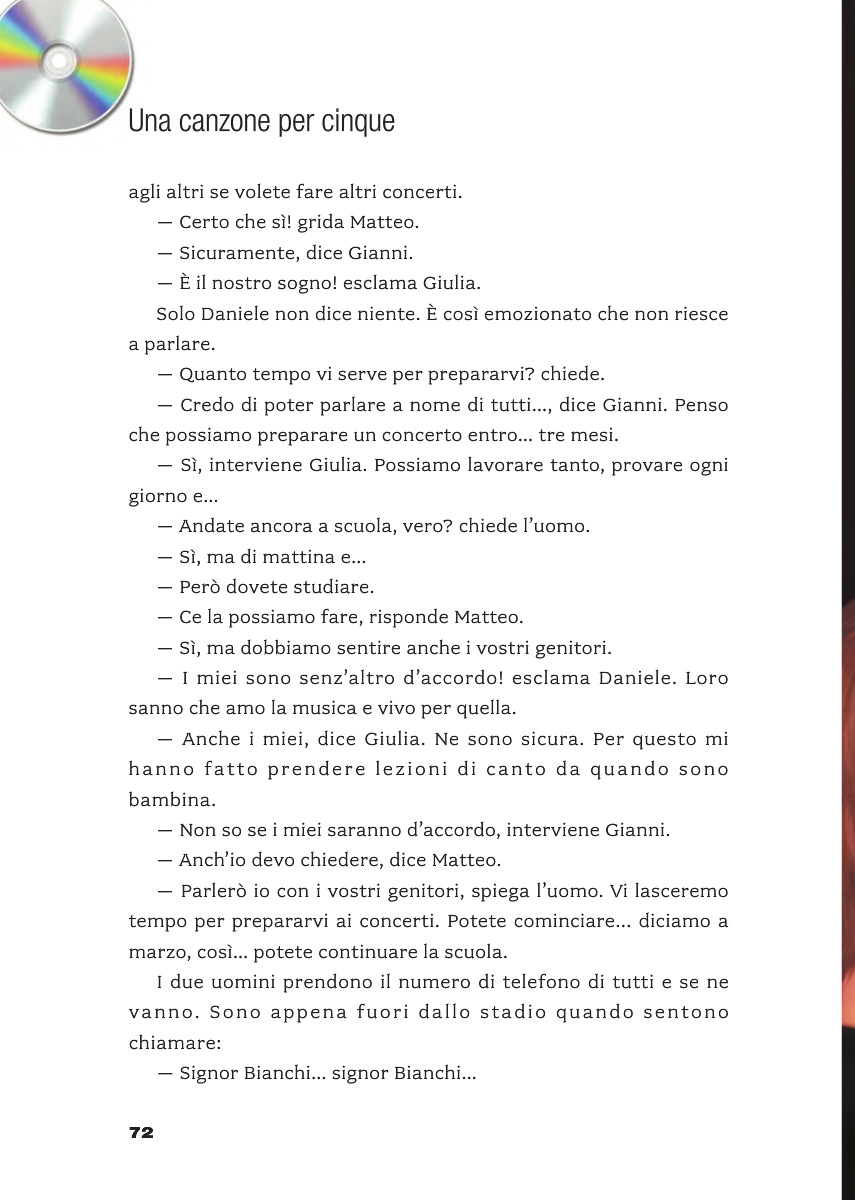 Una canzone per cinque
agli altri se volete fare altri concerti.
— Certo che sì! grida Matteo.
— Sicuramente, dice Gianni.
— È il nostro sogno! esclama Giulia.
Solo Daniele non dice niente. È così emozionato che non riesce
a parlare.
— Quanto tempo vi serve per prepararvi? chiede.
— Credo di poter parlare a nome di tutti..., dice Gianni. Penso
che possiamo preparare un concerto entro... tre mesi.
— Sì, interviene Giulia. Possiamo lavorare tanto, provare ogni
giorno e...
— Andate ancora a scuola, vero? chiede l'uomo.
— Sì, ma di mattina e...
— Però dovete studiare.
— Ce la possiamo fare, risponde Matteo.
— Sì, ma dobbiamo sentire anche i vostri genitori.
— I miei sono senz'altro d'accordo! esclama Daniele. Loro
sanno che amo la musica e vivo per quella.
— Anche i miei, dice Giulia. Ne sono sicura. Per questo mi
hanno fatto prendere lezioni di canto da quando sono
bambina.
— Non so se i miei saranno d'accordo, interviene Gianni.
— Anch'io devo chiedere, dice Matteo.
— Parlerò io con i vostri genitori, spiega l'uomo. Vi lasceremo
tempo per prepararvi ai concerti. Potete cominciare... diciamo a
marzo, così... potete continuare la scuola.
I due uomini prendono il numero di telefono di tutti e se ne
vanno. Sono appena fuori dallo stadio quando sentono
chiamare:
— Signor Bianchi... signor Bianchi...
72